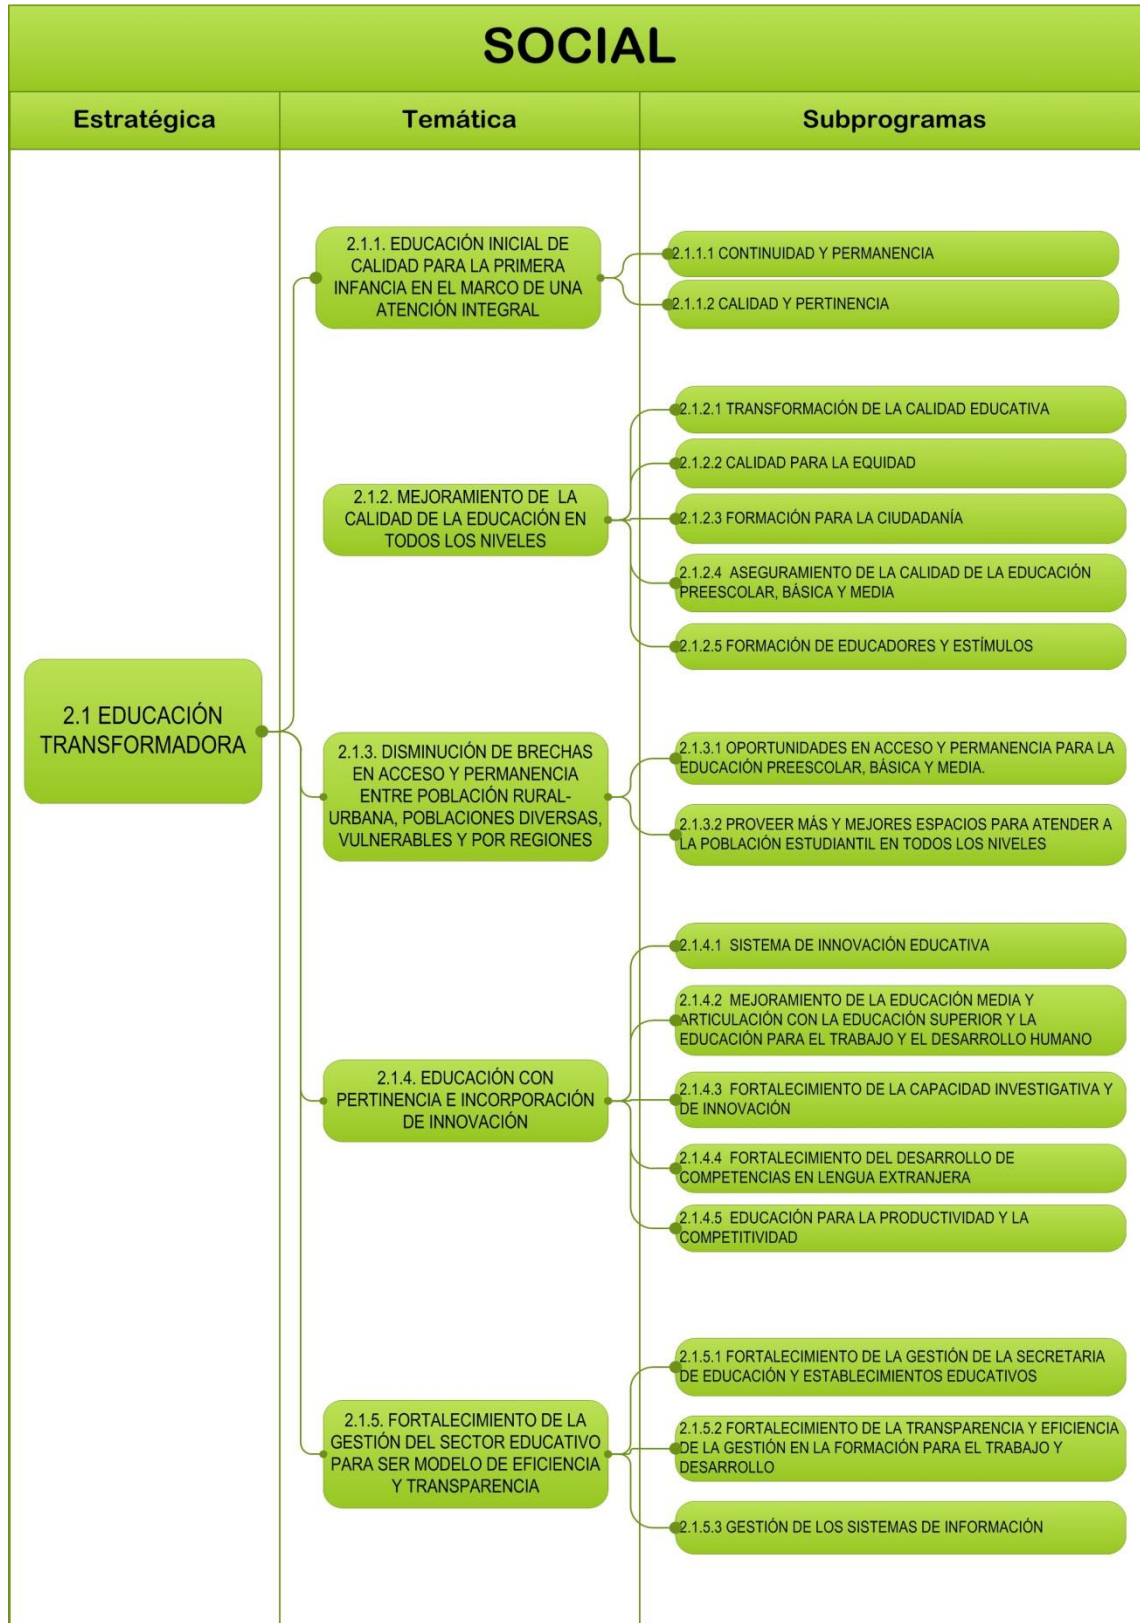 SOCIAL
Estratégica
Temática
Subprogramas
2.1 EDUCACIÓN
TRANSFORMADORA
2.1.1. EDUCACIÓN INICIAL DE
CALIDAD PARA LA PRIMERA
INFANCIA EN EL MARCO DE UNA
ATENCIÓN INTEGRAL
2.1.1.1 CONTINUIDAD Y PERMANENCIA
2.1.1.2 CALIDAD Y PERTINENCIA
2.1.2. MEJORAMIENTO DE LA
CALIDAD DE LA EDUCACIÓN EN
TODOS LOS NIVELES
2.1.2.1 TRANSFORMACIÓN DE LA CALIDAD EDUCATIVA
2.1.2.2 CALIDAD PARA LA EQUIDAD
2.1.2.3 FORMACIÓN PARA LA CIUDADANÍA
2.1.2.4 ASEGURAMIENTO DE LA CALIDAD DE LA EDUCACIÓN
PREESCOLAR, BÁSICA Y MEDIA
2.1.2.5 FORMACIÓN DE EDUCADORES Y ESTÍMULOS
2.1.3. DISMINUCIÓN DE BRECHAS
EN ACCESO Y PERMANENCIA
ENTRE POBLACIÓN RURAL-
URBANA, POBLACIONES DIVERSAS,
VULNERABLES Y POR REGIONES
2.1.3.1 OPORTUNIDADES EN ACCESO Y PERMANENCIA PARA LA
EDUCACIÓN PREESCOLAR, BÁSICA Y MEDIA.
2.1.3.2 PROVEER MÁS Y MEJORES ESPACIOS PARA ATENDER A
LA POBLACIÓN ESTUDIANTIL EN TODOS LOS NIVELES
2.1.4. EDUCACIÓN CON
PERTINENCIA E INCORPORACIÓN
DE INNOVACIÓN
2.1.4.1 SISTEMA DE INNOVACIÓN EDUCATIVA
2.1.4.2 MEJORAMIENTO DE LA EDUCACIÓN MEDIA Y
ARTICULACIÓN CON LA EDUCACIÓN SUPERIOR Y LA
EDUCACIÓN PARA EL TRABAJO Y EL DESARROLLO HUMANO
2.1.4.3 FORTALECIMIENTO DE LA CAPACIDAD INVESTIGATIVA Y
DE INNOVACIÓN
2.1.4.4 FORTALECIMIENTO DEL DESARROLLO DE
COMPETENCIAS EN LENGUA EXTRANJERA
2.1.4.5 EDUCACIÓN PARA LA PRODUCTIVIDAD Y LA
COMPETITIVIDAD
2.1.5. FORTALECIMIENTO DE LA
GESTIÓN DEL SECTOR EDUCATIVO
PARA SER MODELO DE EFICIENCIA
Y TRANSPARENCIA
2.1.5.1 FORTALECIMIENTO DE LA GESTIÓN DE LA SECRETARIA
DE EDUCACIÓN Y ESTABLECIMIENTOS EDUCATIVOS
2.1.5.2 FORTALECIMIENTO DE LA TRANSPARENCIA Y EFICIENCIA
DE LA GESTIÓN EN LA FORMACIÓN PARA EL TRABAJO Y
DESARROLLO
2.1.5.3 GESTIÓN DE LOS SISTEMAS DE INFORMACIÓN